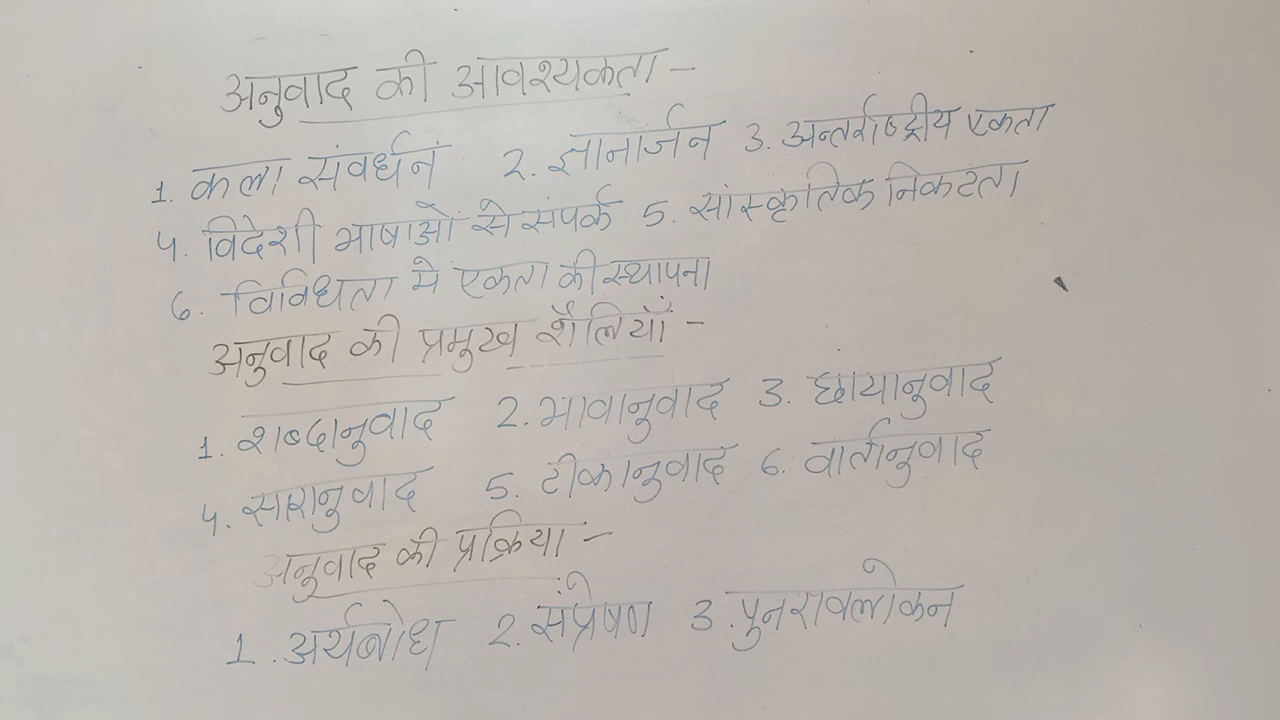 अनुवाद की आवश्यकता -
1. कला संवर्धन 2. ज्ञानार्जन 3. अन्तर्राष्ट्रीय एकता
4. विदेशी भाषाओं से संपर्क 5. सांस्कृतिक निकटता
6. विविधता में एकता की स्थापना
अनुवाद की प्रमुख शैलियाँ -
1. शब्दानुवाद 2. भावानुवाद 3. छायानुवाद
4. सारानुवाद 5. टीकानुवाद 6. वार्तानुवाद
अनुवाद की प्रक्रिया -
1. अर्थबोध 2. संप्रेषण 3. पुनरावलोकन